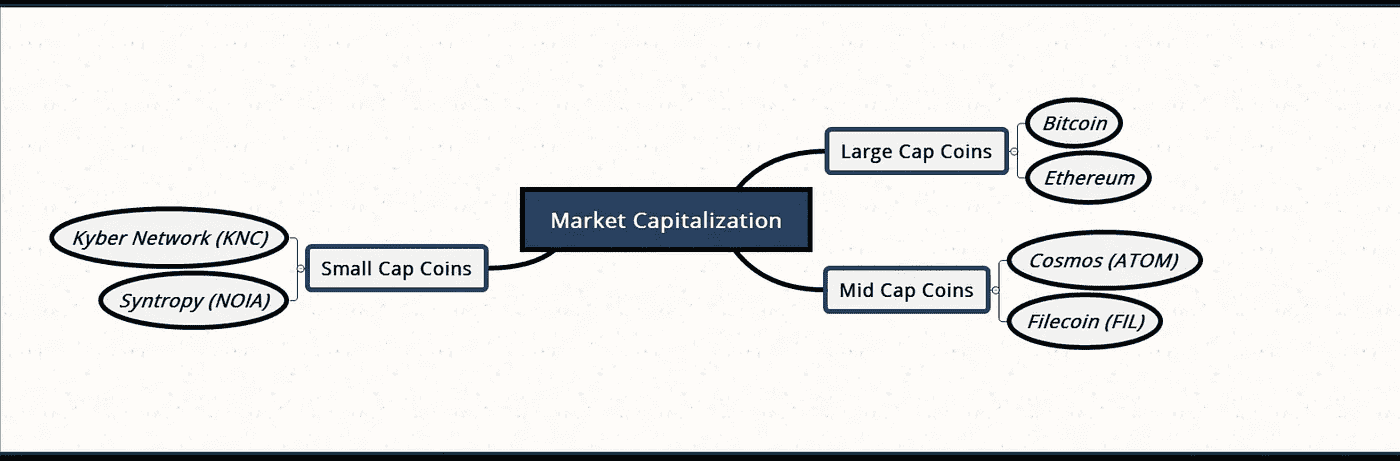 Market Capitalization
Large Cap Coins
Bitcoin
Ethereum
Mid Cap Coins
Cosmos (ATOM)
Filecoin (FIL)
Small Cap Coins
Kyber Network (KNC)
Syntropy (NOIA)